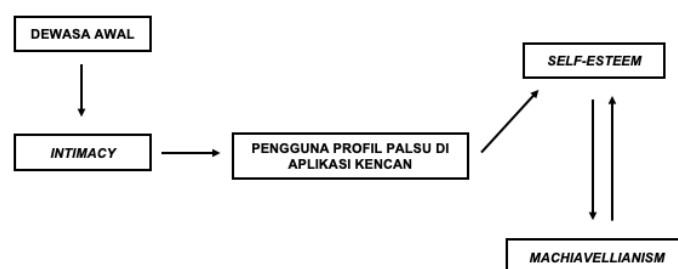 DEWASA AWAL
SELF-ESTEEM
INTIMACY
PENGGUNA PROFIL PALSU DI
APLIKASI KENCAN
MACHIAVELLIANISM